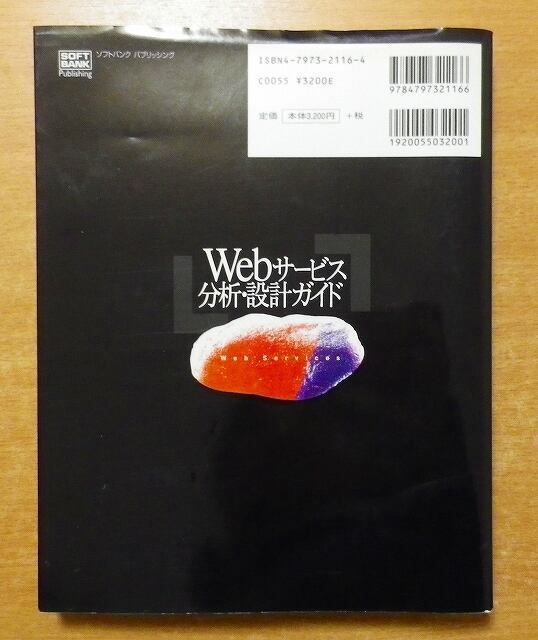 SOFT
BANK
Publishing
ソフトバンク パブリッシング
ISBN4-7973-2116-4
C0055 ¥3200E
定価 本体3,200円 +税
9784797321166
1920055032001
Webサービス
分析・設計ガイド
Web Services